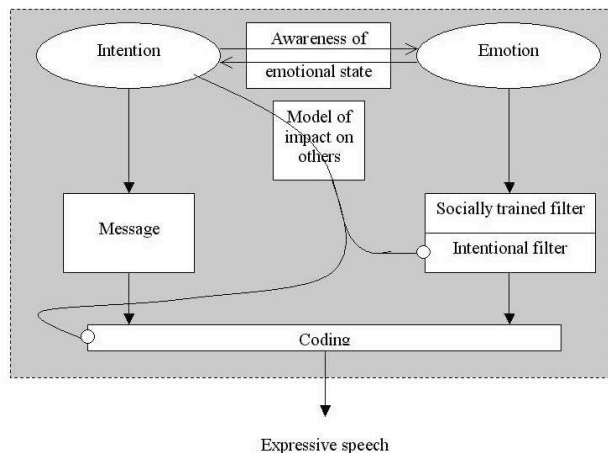 Intention
Awareness of
emotional state
Emotion
Model of
impact on
others
Message
Socially trained filter
Intentional filter
Coding
Expressive speech